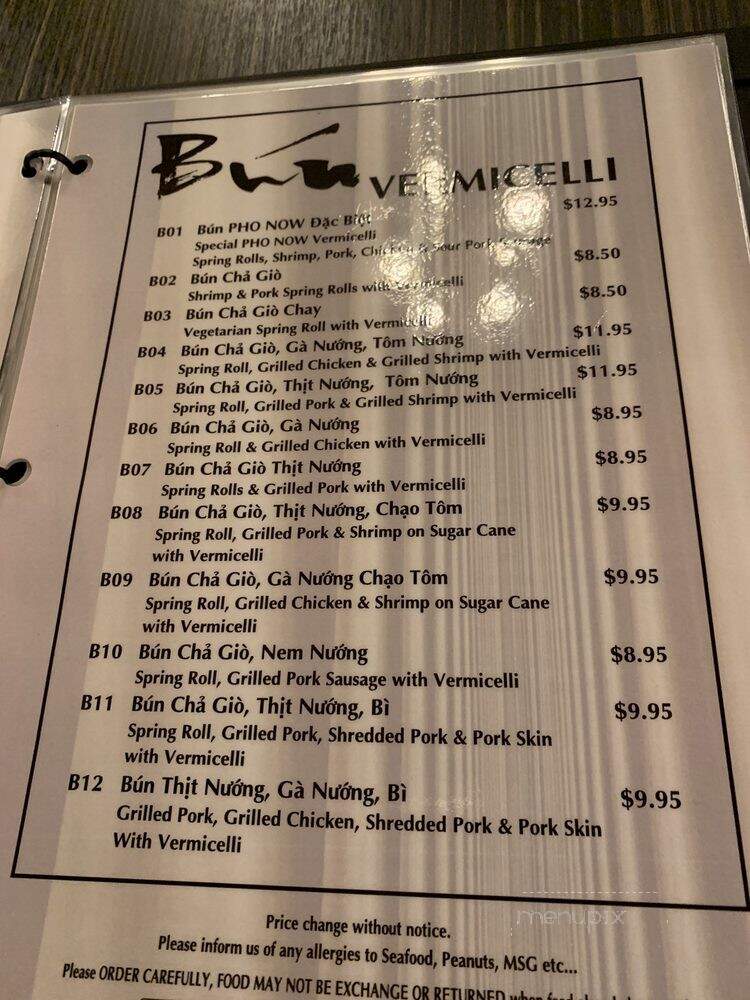 Bún VERMICELLI
B01 Bún PHO NOW Đặc Biệt $12.95
Special PHO NOW Vermicelli
Spring Rolls, Shrimp, Pork, Chicken & Sour Pork Sausage
B02 Bún Chả Giò $8.50
Shrimp & Pork Spring Rolls with Vermicelli
B03 Bún Chả Giò Chay $8.50
Vegetarian Spring Roll with Vermicelli
B04 Bún Chả Giò, Gà Nướng, Tôm Nướng $11.95
Spring Roll, Grilled Chicken & Grilled Shrimp with Vermicelli
B05 Bún Chả Giò, Thịt Nướng, Tôm Nướng $11.95
Spring Roll, Grilled Pork & Grilled Shrimp with Vermicelli
B06 Bún Chả Giò, Gà Nướng $8.95
Spring Roll & Grilled Chicken with Vermicelli
B07 Bún Chả Giò Thịt Nướng $8.95
Spring Rolls & Grilled Pork with Vermicelli
B08 Bún Chả Giò, Thịt Nướng, Chạo Tôm $9.95
Spring Roll, Grilled Pork & Shrimp on Sugar Cane
with Vermicelli
B09 Bún Chả Giò, Gà Nướng Chạo Tôm $9.95
Spring Roll, Grilled Chicken & Shrimp on Sugar Cane
with Vermicelli
B10 Bún Chả Giò, Nem Nướng $8.95
Spring Roll, Grilled Pork Sausage with Vermicelli
B11 Bún Chả Giò, Thịt Nướng, Bì $9.95
Spring Roll, Grilled Pork, Shredded Pork & Pork Skin
with Vermicelli
B12 Bún Thịt Nướng, Gà Nướng, Bì $9.95
Grilled Pork, Grilled Chicken, Shredded Pork & Pork Skin
With Vermicelli
menupix
Price change without notice.
Please inform us of any allergies to Seafood, Peanuts, MSG etc...
Please ORDER CAREFULLY, FOOD MAY NOT BE EXCHANGE OR RETURNED